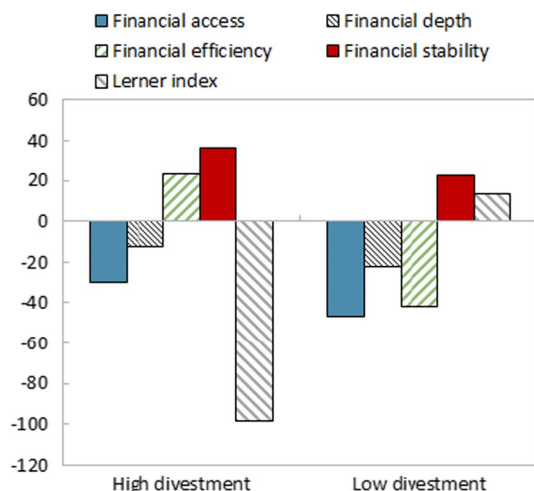 Financial access Financial depth
Financial efficiency Financial stability
Lerner index
60
40
20
0
-20
-40
-60
-80
-100
-120
High divestment Low divestment